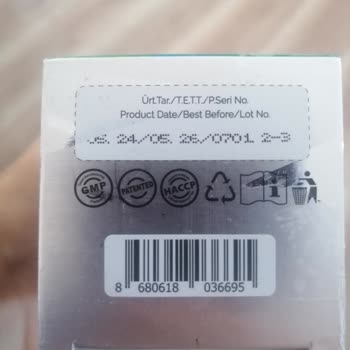 Ürt.Tar./T.E.T.T./P.Seri No.
Product Date/Best Before/Lot No.
05. 24/05. 26/0701 2-3
GMP PATENTED HACCP
8 680618 036695